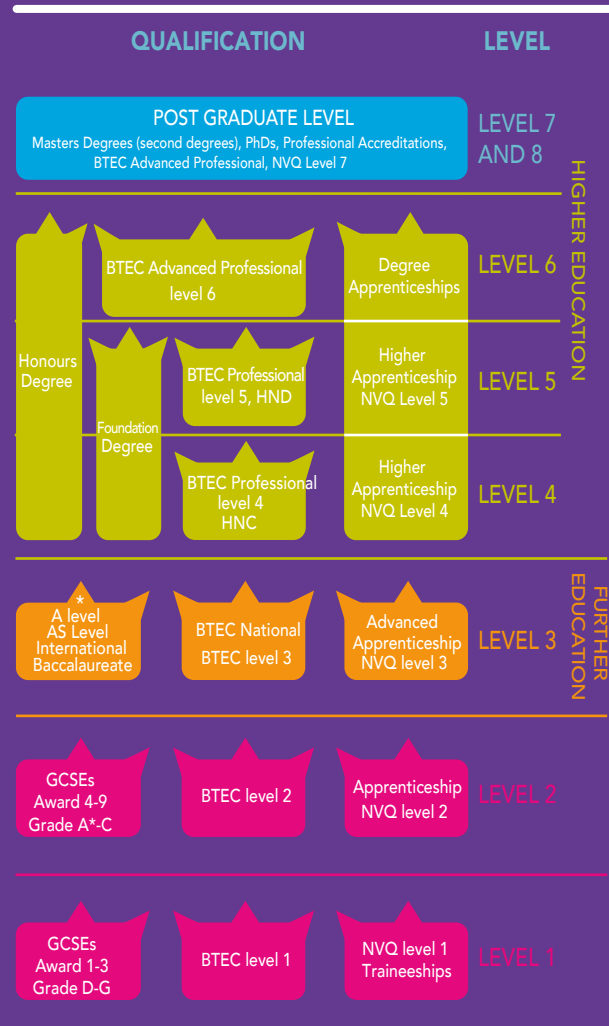 QUALIFICATION
LEVEL
POST GRADUATE LEVEL
Masters Degrees (second degrees), PhDs, Professional Accreditations,
BTEC Advanced Professional, NVQ Level 7
LEVEL 7
AND 8
HIGHER EDUCATION
BTEC Advanced Professional
level 6
Degree
Apprenticeships
LEVEL 6
Honours
Degree
BTEC Professional
level 5, HND
Higher
Apprenticeship
NVQ Level 5
LEVEL 5
Foundation
Degree
BTEC Professional
level 4
HNC
Higher
Apprenticeship
NVQ Level 4
LEVEL 4
*
A level
AS Level
International
Baccalaureate
BTEC National
BTEC level 3
Advanced
Apprenticeship
NVQ level 3
LEVEL 3
FURTHER
EDUCATION
GCSEs
Award 4-9
Grade A*-C
BTEC level 2
Apprenticeship
NVQ level 2
LEVEL 2
GCSEs
Award 1-3
Grade D-G
BTEC level 1
NVQ level 1
Traineeships
LEVEL 1